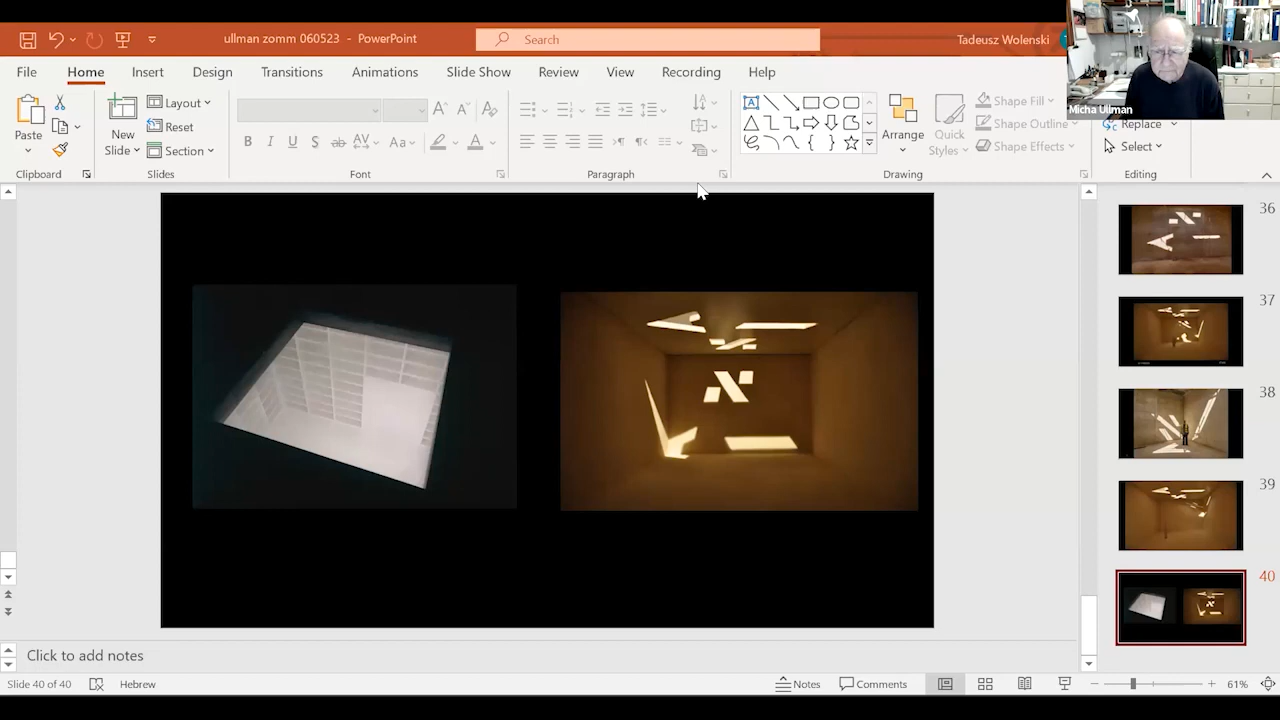 ullman zomm 060523 - PowerPoint
Search
Tadeusz Wolenski
Micha Ullman
File Home Insert Design Transitions Animations Slide Show Review View Recording Help
Paste
Clipboard
New Slide
Layout
Reset
Section
Slides
B I U S ab AV Aa A
Font
Paragraph
Arrange
Quick Styles
Shape Fill
Shape Outline
Shape Effects
Drawing
Replace
Select
Editing
א
36
37
38
39
40
Click to add notes
Slide 40 of 40
Hebrew
Notes
Comments
61%